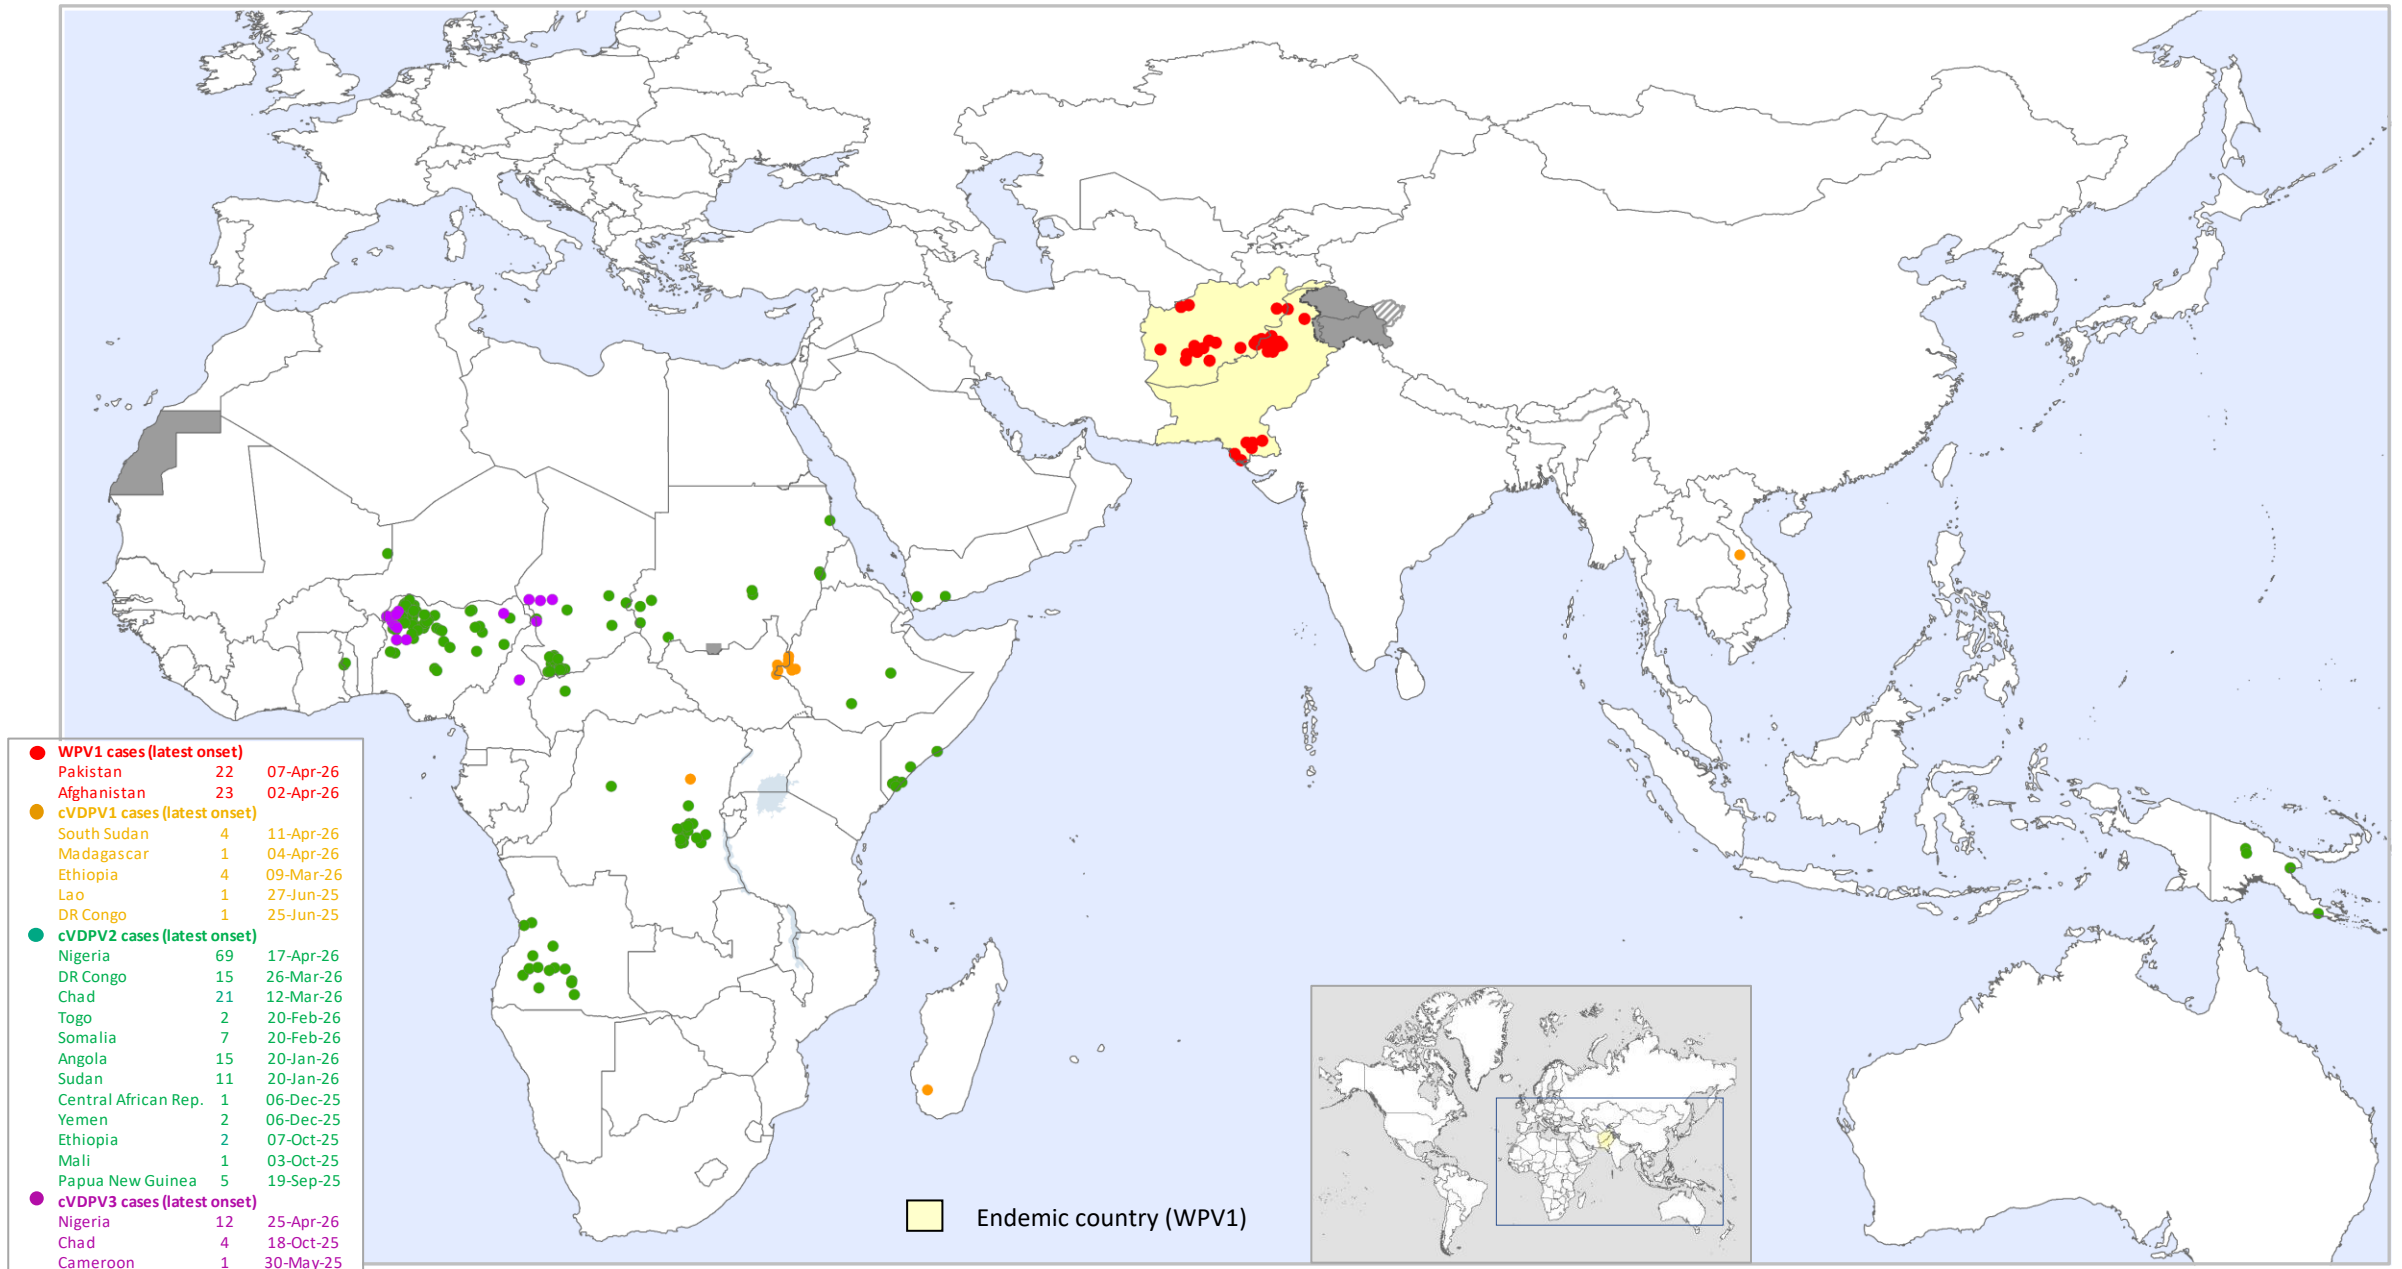 WPV1 cases (latest onset)
Pakistan 22 07-Apr-26
Afghanistan 23 02-Apr-26
cVDPV1 cases (latest onset)
South Sudan 4 11-Apr-26
Madagascar 1 04-Apr-26
Ethiopia 4 09-Mar-26
Lao 1 27-Jun-25
DR Congo 1 25-Jun-25
cVDPV2 cases (latest onset)
Nigeria 69 17-Apr-26
DR Congo 15 26-Mar-26
Chad 21 12-Mar-26
Togo 2 20-Feb-26
Somalia 7 20-Feb-26
Angola 15 20-Jan-26
Sudan 11 20-Jan-26
Central African Rep. 1 06-Dec-25
Yemen 2 06-Dec-25
Ethiopia 2 07-Oct-25
Mali 1 03-Oct-25
Papua New Guinea 5 19-Sep-25
cVDPV3 cases (latest onset)
Nigeria 12 25-Apr-26
Chad 4 18-Oct-25
Cameroon 1 30-May-25
Endemic country (WPV1)